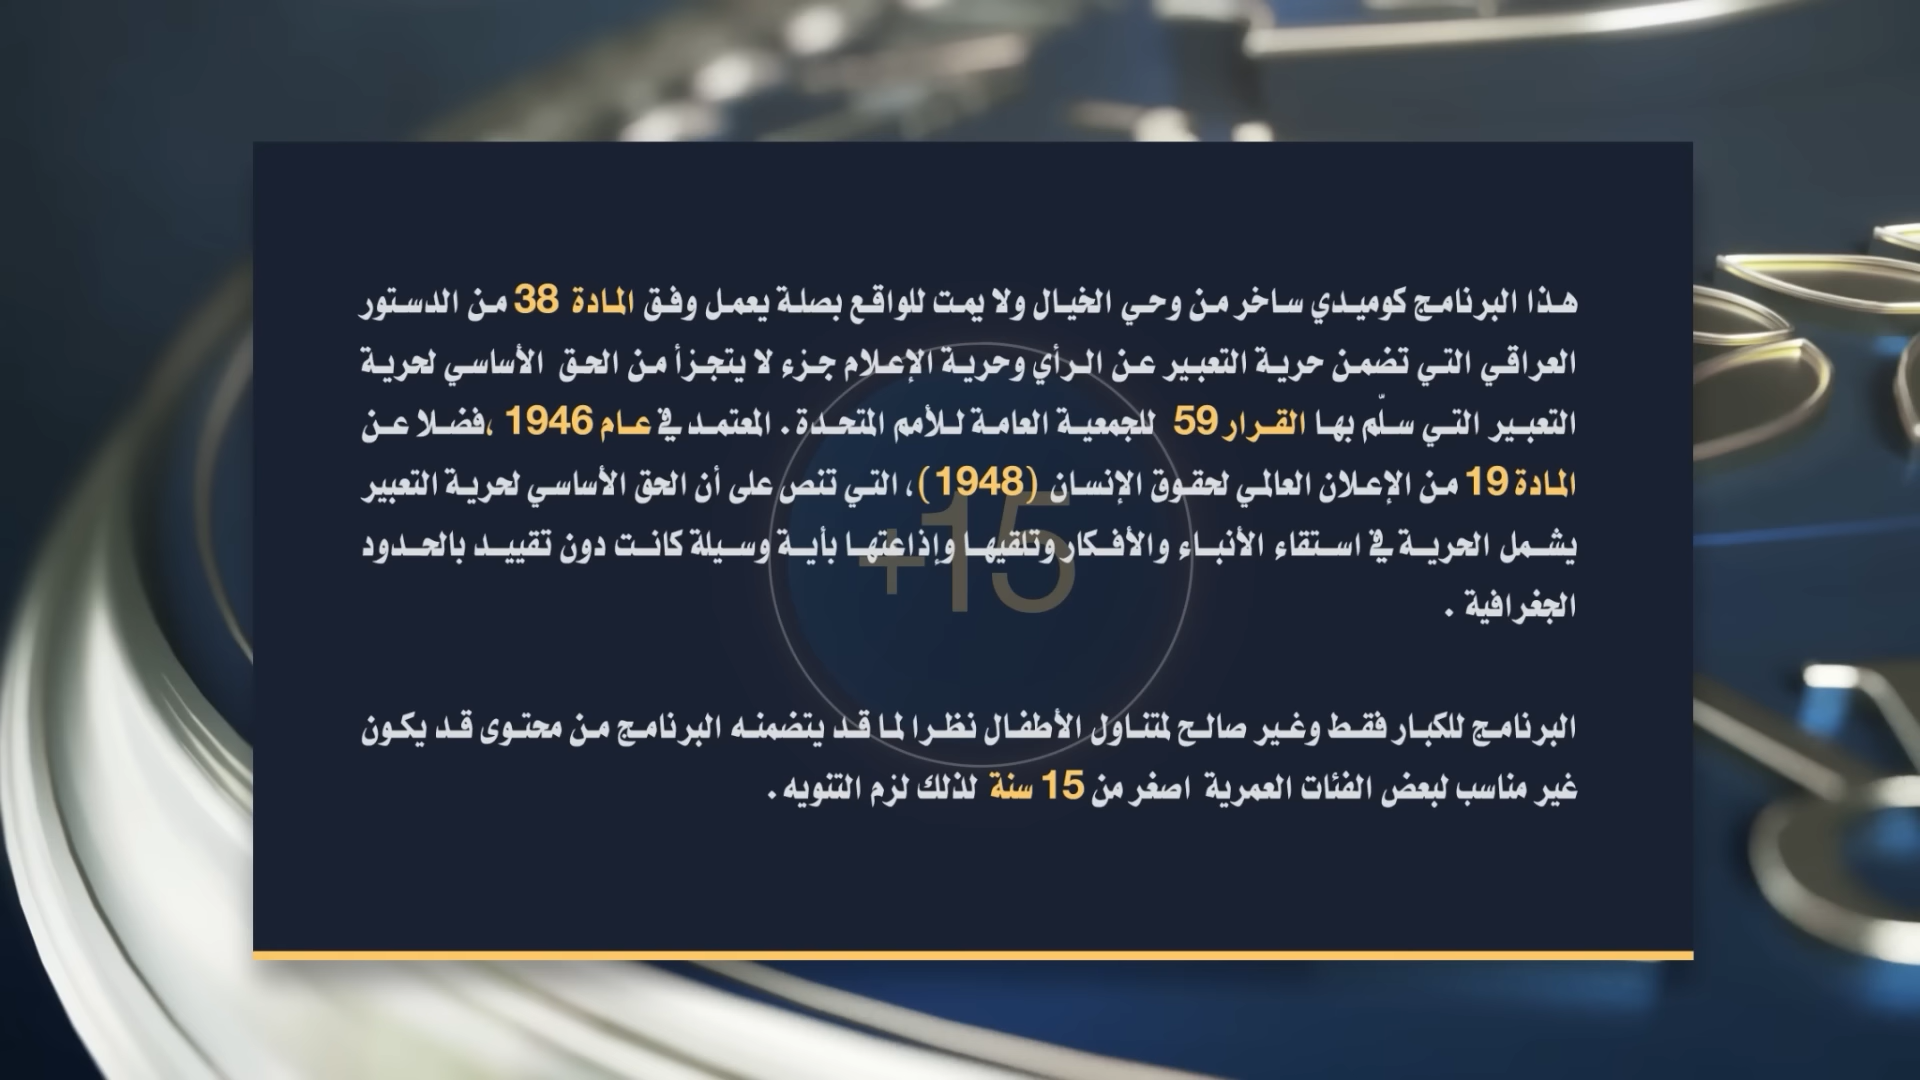 هذا البرنامج كوميدي ساخر من وحي الخيال ولا يمت للواقع بصلة يعمل وفق المادة 38 من الدستور
العراقي التي تضمن حرية التعبير عن الرأي وحرية الإعلام جزء لا يتجزأ من الحق الأساسي لحرية
التعبير التي سلّم بها القرار 59 للجمعية العامة للأمم المتحدة . المعتمد في عام 1946 ،فضلا عن
المادة 19 من الإعلان العالمي لحقوق الإنسان (1948)، التي تنص على أن الحق الأساسي لحرية التعبير
يشمل الحرية في استقاء الأنباء والأفكار وتلقيها وإذاعتها بأية وسيلة كانت دون تقييد بالحدود
الجغرافية .
+15
البرنامج للكبار فقط وغير صالح لمتناول الأطفال نظرا لما قد يتضمنه البرنامج من محتوى قد يكون
غير مناسب لبعض الفئات العمرية اصغر من 15 سنة لذلك لزم التنويه .